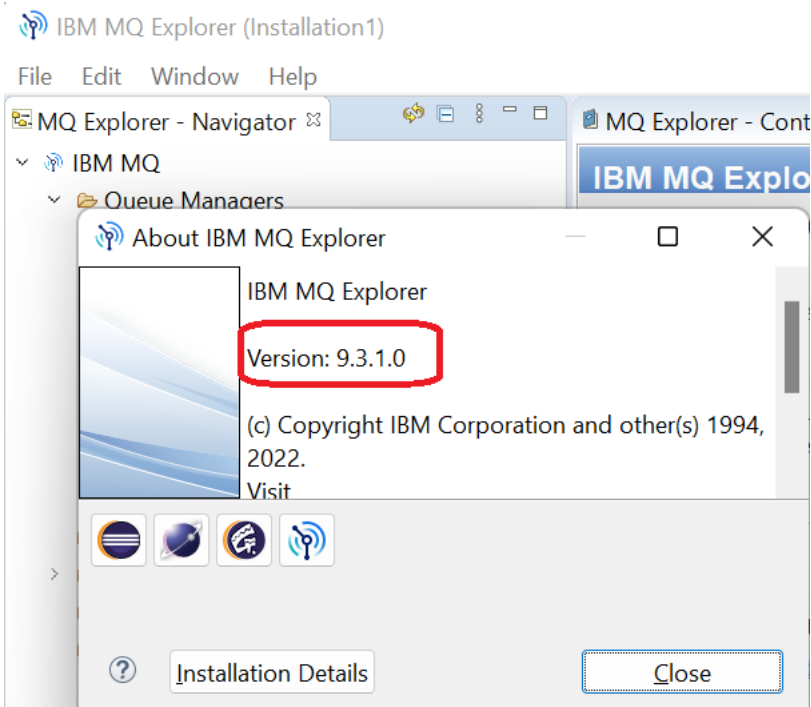 IBM MQ Explorer (Installation1)
File Edit Window Help
MQ Explorer - Navigator
MQ Explorer - Cont
IBM MQ
IBM MQ Explo
Queue Managers
About IBM MQ Explorer
IBM MQ Explorer
Version: 9.3.1.0
(c) Copyright IBM Corporation and other(s) 1994,
2022.
Visit
Installation Details
Close